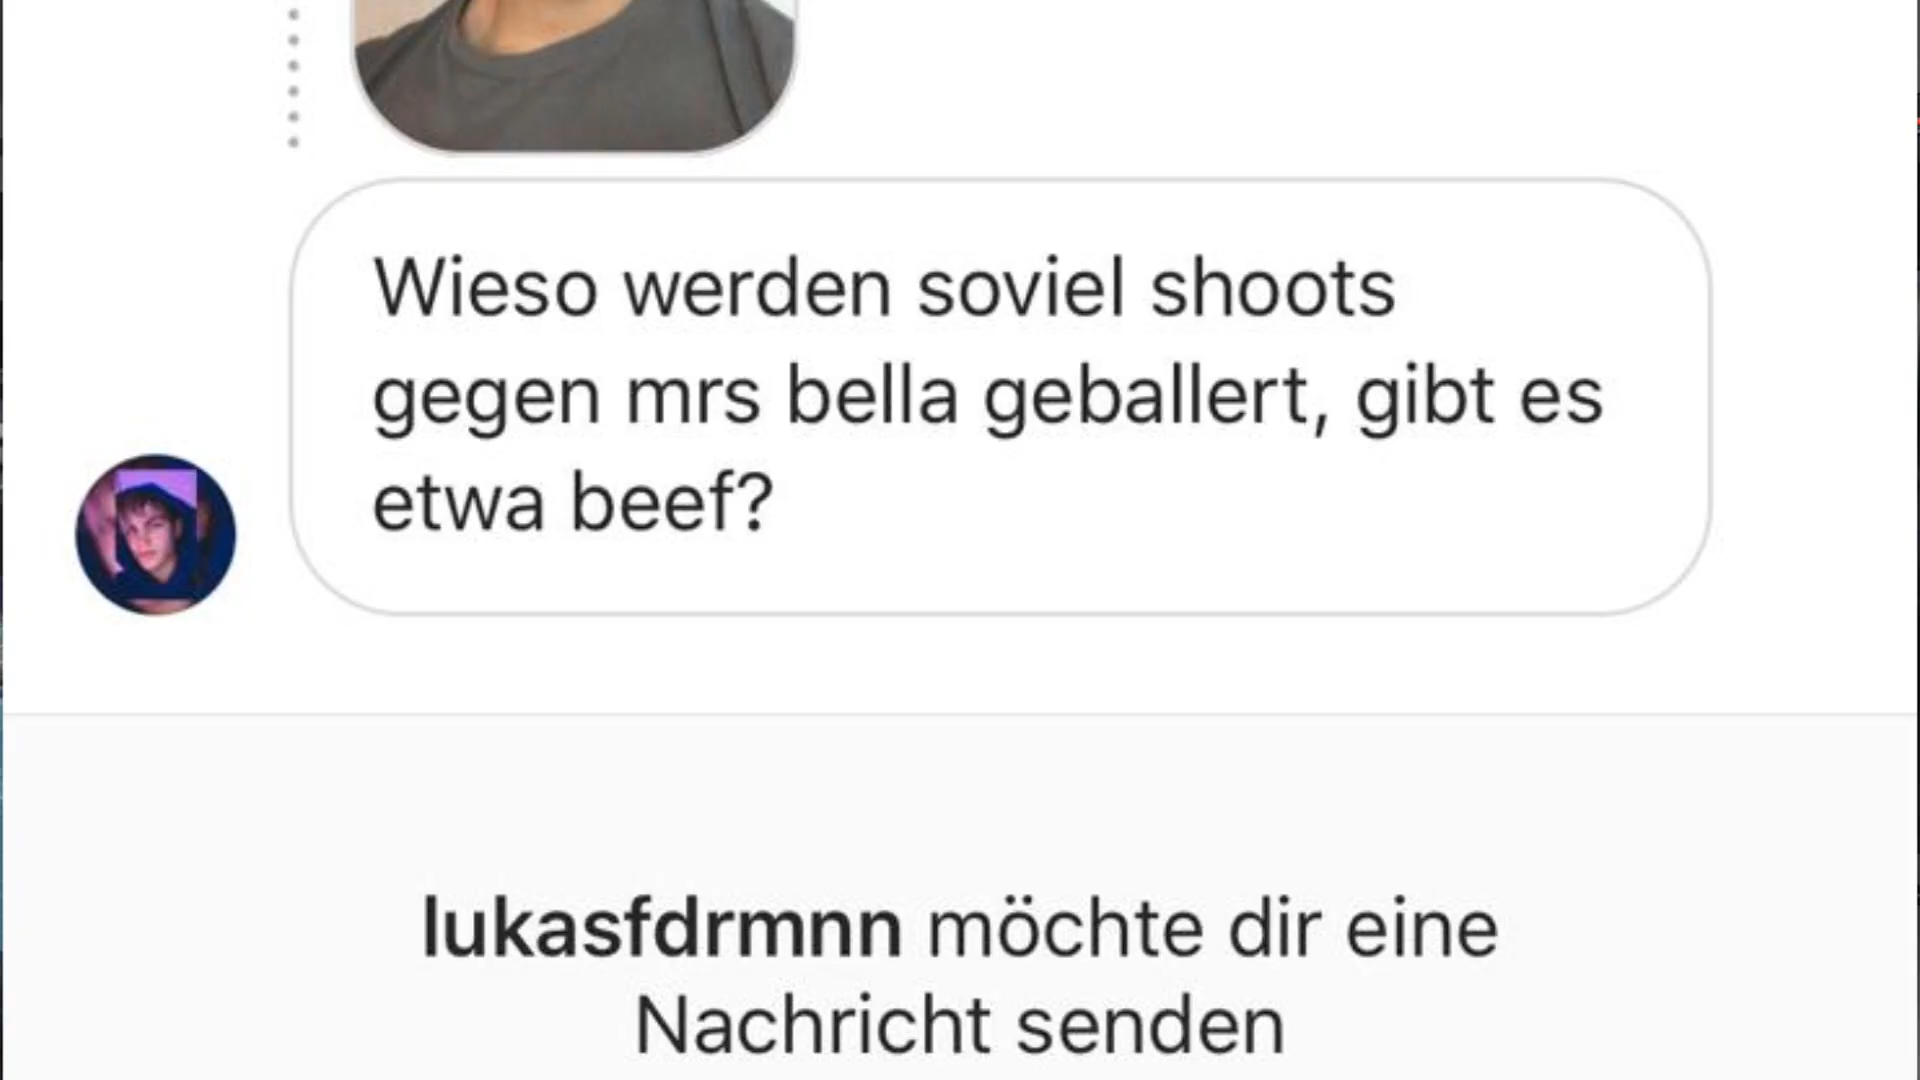 Wieso werden soviel shoots
gegen mrs bella geballert, gibt es
etwa beef?
lukasfdrmnn möchte dir eine
Nachricht senden